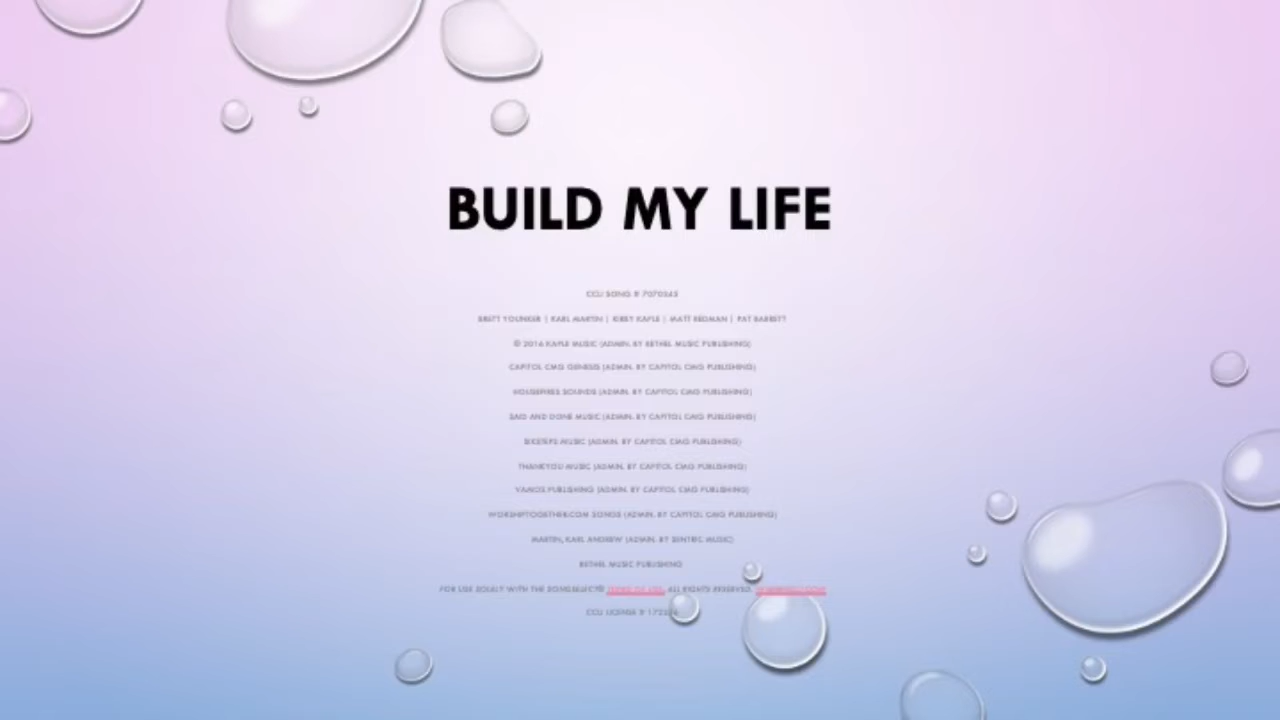 BUILD MY LIFE
CCLI SONG # 7070345
BRETT YOUNKER | KARL MARTIN | KIRBY KAPLE | MATT REDMAN | PAT BARRETT
© 2016 KAPLE MUSIC (ADMIN. BY BETHEL MUSIC PUBLISHING)
CAPITOL CMG GENESIS (ADMIN. BY CAPITOL CMG PUBLISHING)
HOUSEFIRES SOUNDS (ADMIN. BY CAPITOL CMG PUBLISHING)
SAID AND DONE MUSIC (ADMIN. BY CAPITOL CMG PUBLISHING)
SIXSTEPS MUSIC (ADMIN. BY CAPITOL CMG PUBLISHING)
THANKYOU MUSIC (ADMIN. BY CAPITOL CMG PUBLISHING)
VAMOS PUBLISHING (ADMIN. BY CAPITOL CMG PUBLISHING)
WORSHIPTOGETHER.COM SONGS (ADMIN. BY CAPITOL CMG PUBLISHING)
MARTIN, KARL ANDREW (ADMIN. BY SENTRIC MUSIC)
BETHEL MUSIC PUBLISHING
FOR USE SOLELY WITH THE SONGSELECT® TERMS OF USE. ALL RIGHTS RESERVED. WWW.CCLI.COM
CCLI LICENSE #